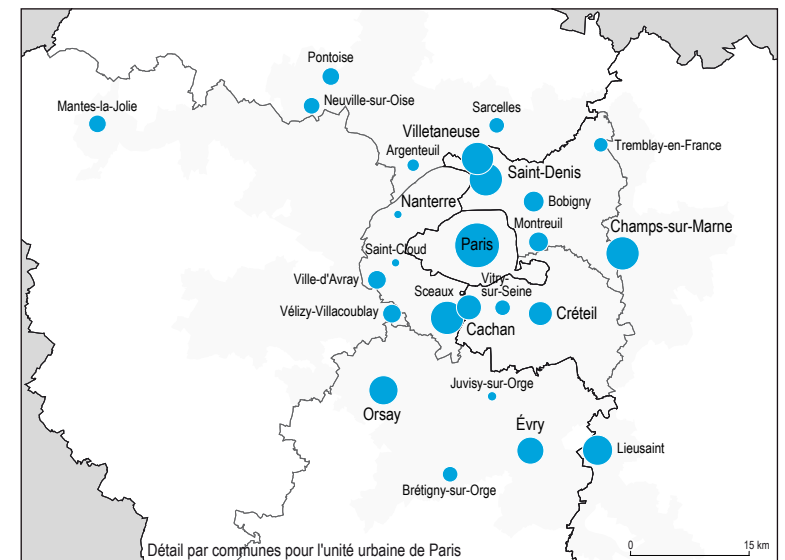 Pontoise
Mantes-la-Jolie
Neuville-sur-Oise
Sarcelles
Villetaneuse
Argenteuil
Tremblay-en-France
Saint-Denis
Nanterre
Bobigny
Montreuil
Champs-sur-Marne
Paris
Saint-Cloud
Ville-d'Avray
Vitry-
sur-Seine
Sceaux
Vélizy-Villacoublay
Créteil
Cachan
Juvisy-sur-Orge
Orsay
Évry
Lieusaint
Brétigny-sur-Orge
Détail par communes pour l'unité urbaine de Paris
0 15 km